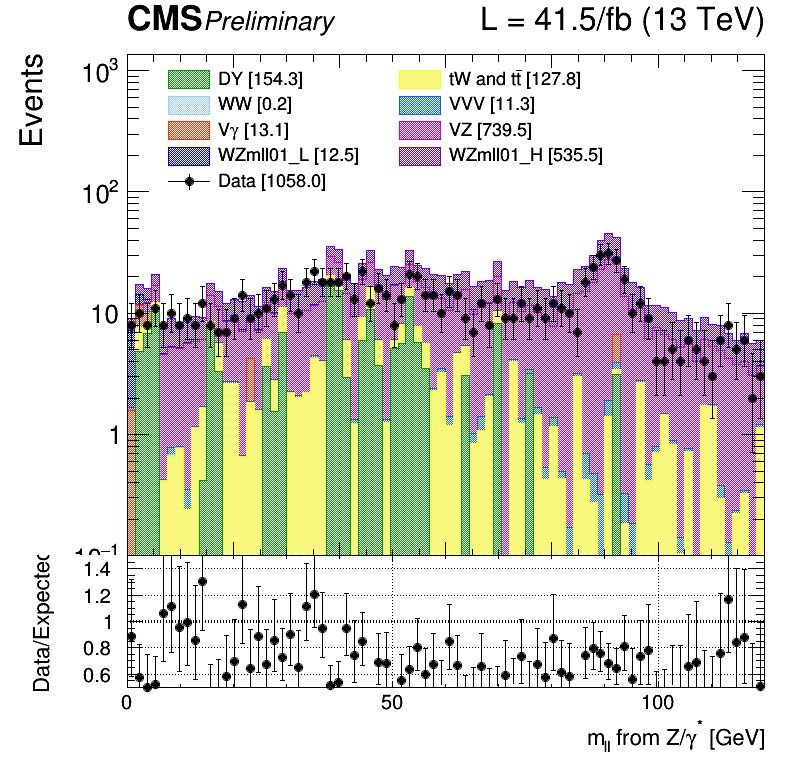 CMS Preliminary L = 41.5/fb (13 TeV)
Events
10³
10²
10
1
10⁻¹
DY [154.3]
tW and tt̄ [127.8]
WW [0.2]
VVV [11.3]
Vγ [13.1]
VZ [739.5]
WZmll01_L [12.5]
WZmll01_H [535.5]
Data [1058.0]
Data/Expected
1.4
1.2
1
0.8
0.6
0 50 100
m_ll from Z/γ* [GeV]